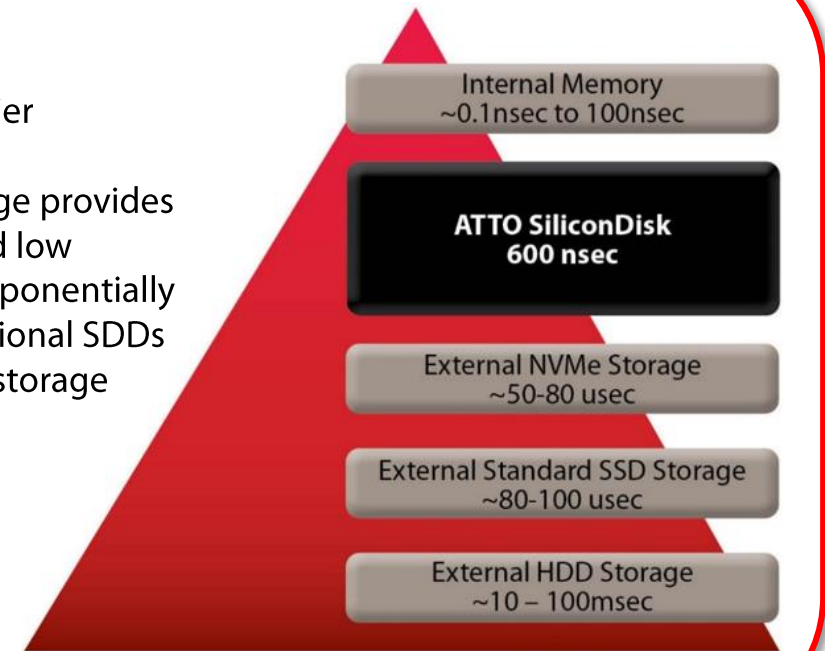 er
ge provides
d low
ponentially
ional SDDs
storage
Internal Memory
~0.1nsec to 100nsec
ATTO SiliconDisk
600 nsec
External NVMe Storage
~50-80 usec
External Standard SSD Storage
~80-100 usec
External HDD Storage
~10 – 100msec